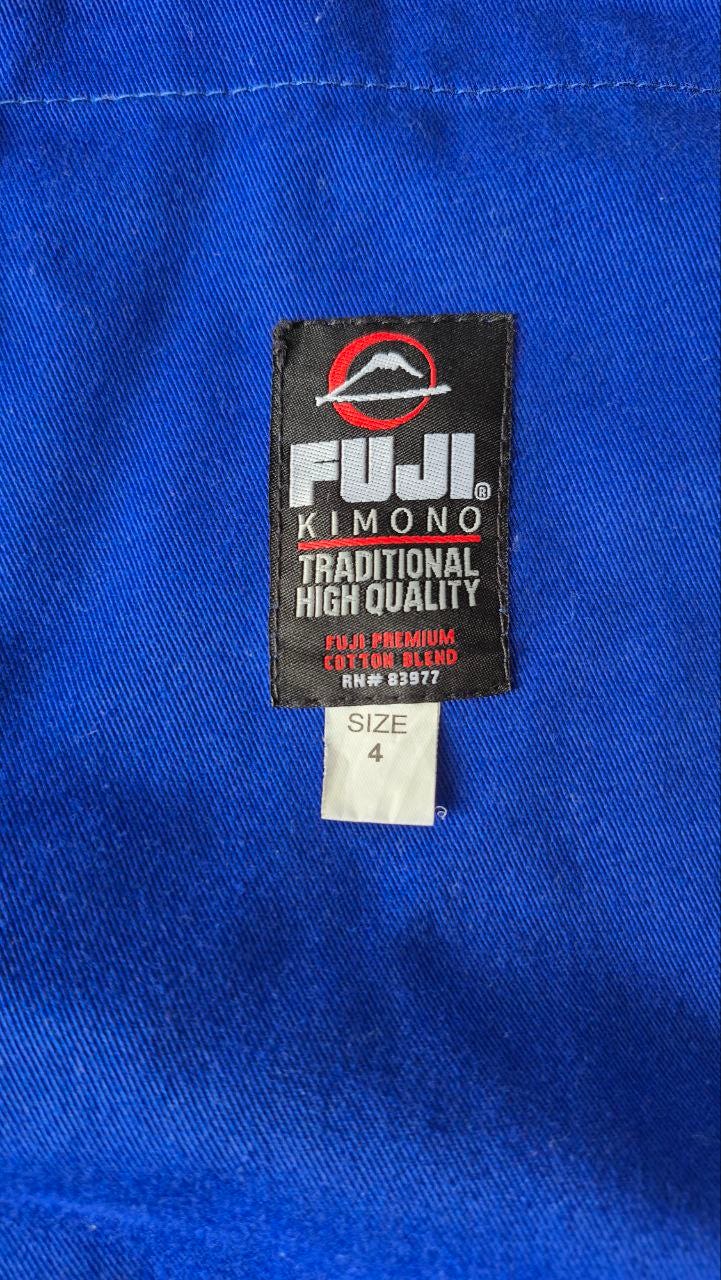 FUJI®
KIMONO
TRADITIONAL
HIGH QUALITY
FUJI PREMIUM
COTTON BLEND
RN# 83977
SIZE
4